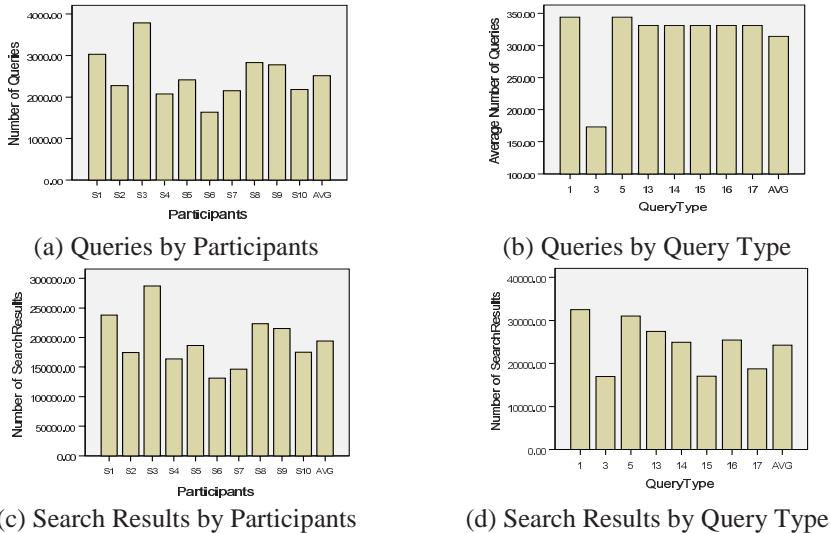 Number of Queries
4000.00
3000.00
2000.00
1000.00
0.00
S1 S2 S3 S4 S5 S6 S7 S8 S9 S10 AVG
Participants
(a) Queries by Participants
Average Number of Queries
350.00
300.00
250.00
200.00
150.00
100.00
1 3 5 13 14 15 16 17 AVG
QueryType
(b) Queries by Query Type
Number of SearchResults
300000.00
250000.00
200000.00
150000.00
100000.00
50000.00
0.00
S1 S2 S3 S4 S5 S6 S7 S8 S9 S10 AVG
Participants
(c) Search Results by Participants
Number of SearchResults
40000.00
30000.00
20000.00
10000.00
0.00
1 3 5 13 14 15 16 17 AVG
QueryType
(d) Search Results by Query Type